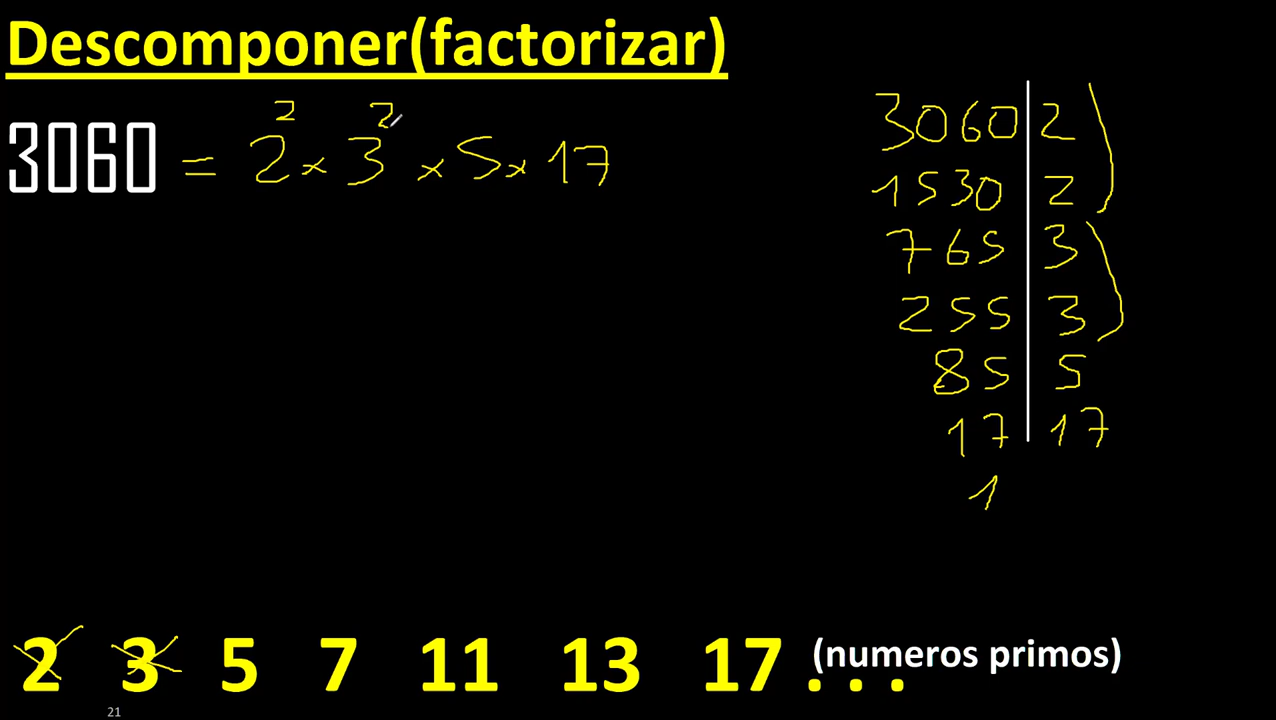 Descomponer(factorizar)
3060 = 2² x 3² x 5 x 17
3060 2
1530 2
765 3
255 3
85 5
17 17
1
2 3 5 7 11 13 17 . . . (numeros primos)
21